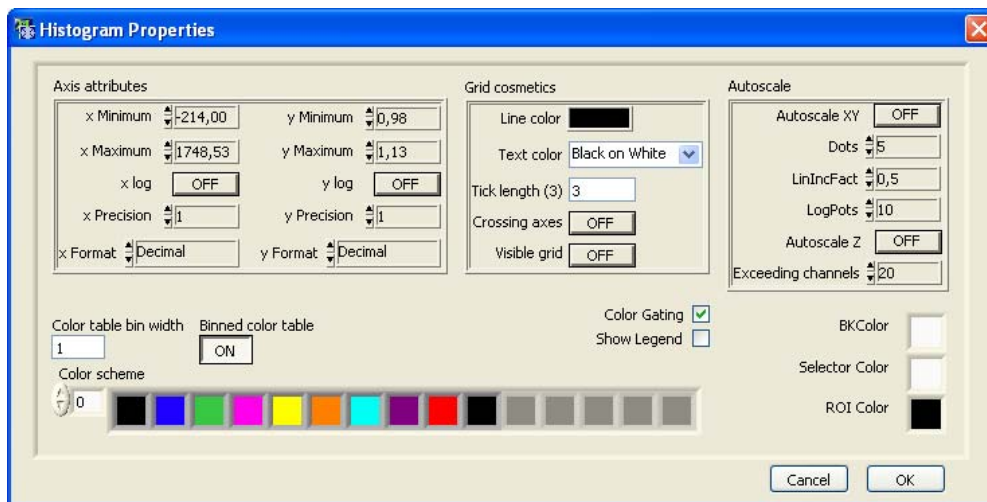 Histogram Properties
Axis attributes
x Minimum -214,00 y Minimum 0,98
x Maximum 1748,53 y Maximum 1,13
x log OFF y log OFF
x Precision 1 y Precision 1
x Format Decimal y Format Decimal
Grid cosmetics
Line color
Text color Black on White
Tick length (3) 3
Crossing axes OFF
Visible grid OFF
Autoscale
Autoscale XY OFF
Dots 5
LinIncFact 0,5
LogPots 10
Autoscale Z OFF
Exceeding channels 20
Color table bin width Binned color table
1 ON
Color Gating
Show Legend
Color scheme
0
BKColor
Selector Color
ROI Color
Cancel OK